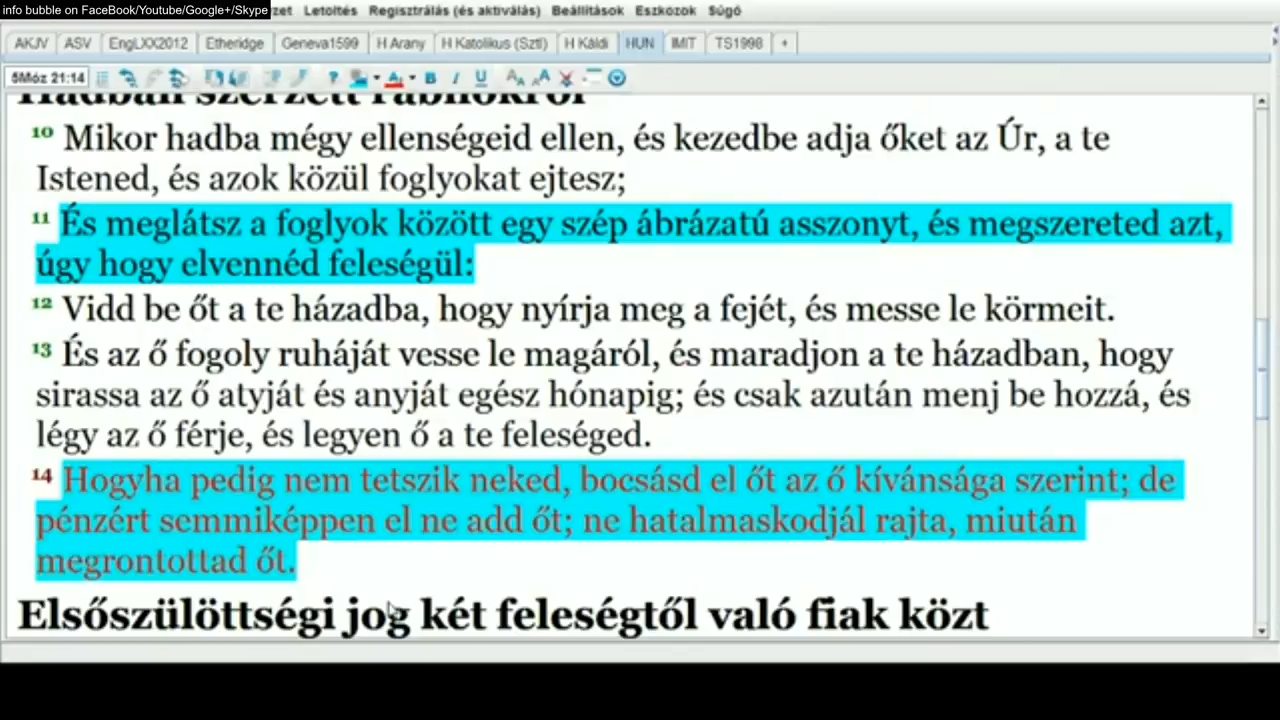 info bubble on FaceBook/Youtube/Google+/Skype zet Letöltés Regisztrálás (és aktiválás) Beállítások Eszközök Súgó
AKJV ASV EngLXX2012 Etheridge Geneva1599 H Arany H Katolikus (SztI) H Káldi HUN IMIT TS1998 +
5Móz 21:14 ? A B I U
Hadban szerzett rabnőkről
10 Mikor hadba mégy ellenségeid ellen, és kezedbe adja őket az Úr, a te
Istened, és azok közül foglyokat ejtesz;
11 És meglátsz a foglyok között egy szép ábrázatú asszonyt, és megszereted azt,
úgy hogy elvennéd feleségül:
12 Vidd be őt a te házadba, hogy nyírja meg a fejét, és messe le körmeit.
13 És az ő fogoly ruháját vesse le magáról, és maradjon a te házadban, hogy
sirassa az ő atyját és anyját egész hónapig; és csak azután menj be hozzá, és
légy az ő férje, és legyen ő a te feleséged.
14 Hogyha pedig nem tetszik neked, bocsásd el őt az ő kívánsága szerint; de
pénzért semmiképpen el ne add őt; ne hatalmaskodjál rajta, miután
megrontottad őt.
Elsőszülöttségi jog két feleségtől való fiak közt